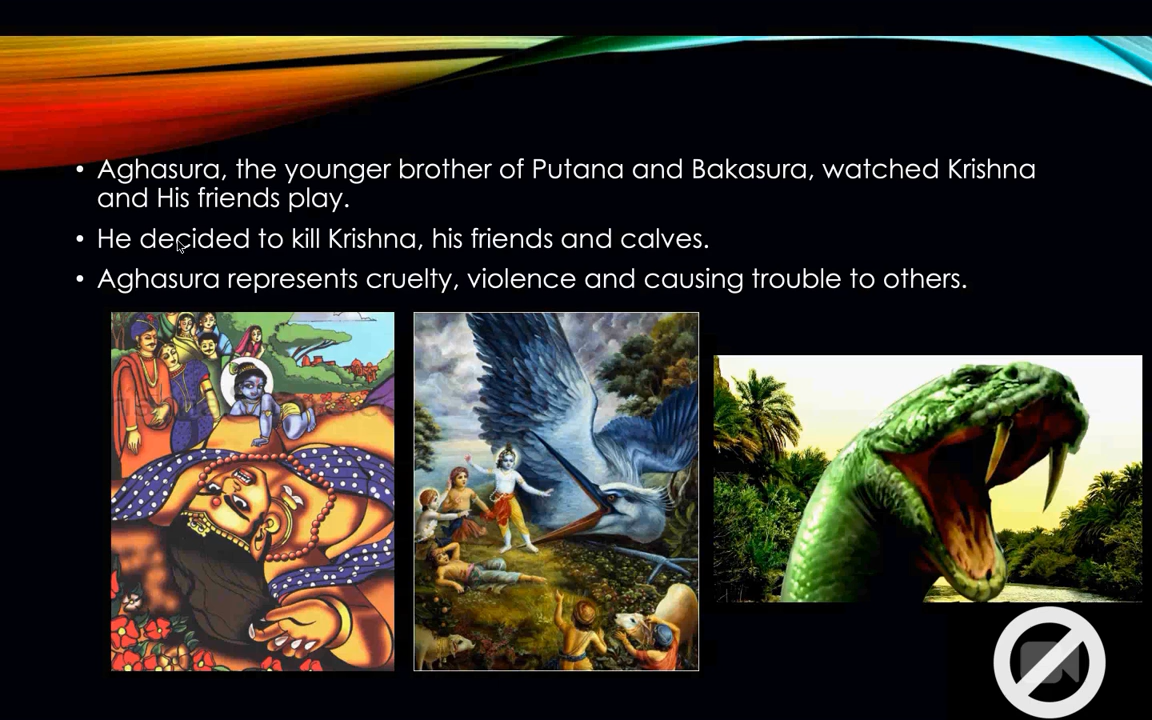 • Aghasura, the younger brother of Putana and Bakasura, watched Krishna
and His friends play.
• He decided to kill Krishna, his friends and calves.
• Aghasura represents cruelty, violence and causing trouble to others.